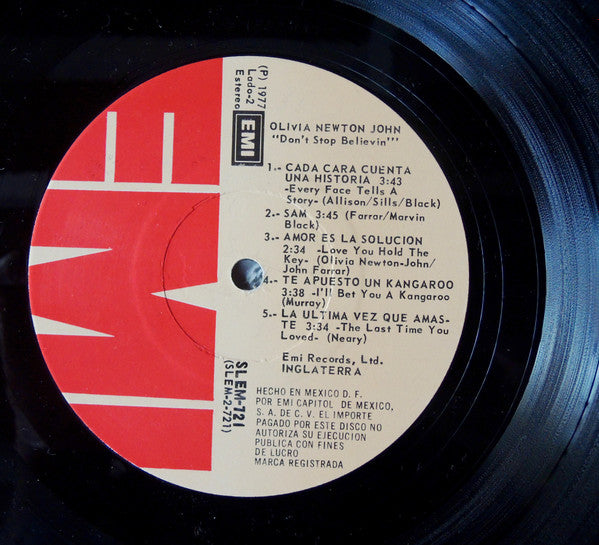 (P) 1977
Lado-2
Estereo
EMI
OLIVIA NEWTON JOHN
"Don't Stop Believin'"
1.- CADA CARA CUENTA
UNA HISTORIA 3:43
-Every Face Tells A
Story- (Allison/Sills/Black)
2.- SAM 3:45 (Farrar/Marvin
Black)
3.- AMOR ES LA SOLUCION
2:34 -Love You Hold The
Key- (Olivia Newton-John/
John Farrar)
4.- TE APUESTO UN KANGAROO
3:38 -I'll Bet You A Kangaroo
(Murray)
5.- LA ULTIMA VEZ QUE AMAS-
TE 3:34 -The Last Time You
Loved- (Neary)
Emi Records, Ltd.
INGLATERRA
SLEM-721
(SLEM-2-721)
HECHO EN MEXICO D. F.
POR EMI CAPITOL DE MEXICO,
S. A. DE C. V. EL IMPORTE
PAGADO POR ESTE DISCO NO
AUTORIZA SU EJECUCION
PUBLICA CON FINES
DE LUCRO
MARCA REGISTRADA
EMI